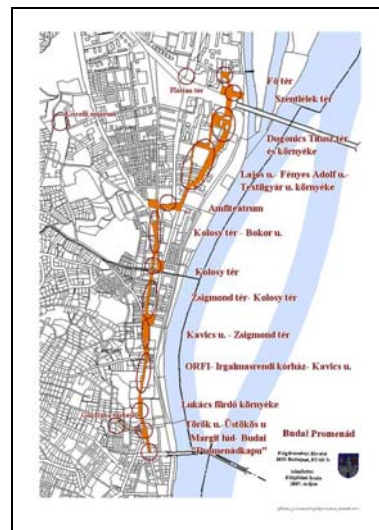 Fő tér
Szentlélek tér
Flórián tér
Dugonics Titusz tér
és környéke
Lajos u.- Fényes Adolf u.-
Textilgyár u. környéke
Amfiteátrum
Kolosy tér - Bokor u.
Kolosy tér
Zsigmond tér- Kolosy tér
Kavics u. - Zsigmond tér
ORFI- Irgalmasrendi kórház- Kavics u.
Lukács fürdő környéke
Török u.-Üstökös u
Margit híd- Budai
"Promenádkapu"
Budai Promenád